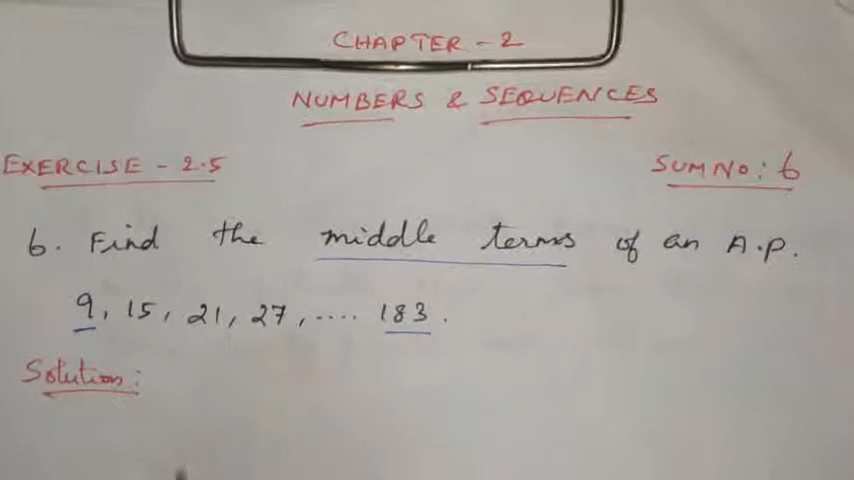 CHAPTER - 2
NUMBERS & SEQUENCES
EXERCISE - 2.5
SUM NO: 6
6. Find the middle terms of an A.P.
9, 15, 21, 27, .... 183.
Solution: